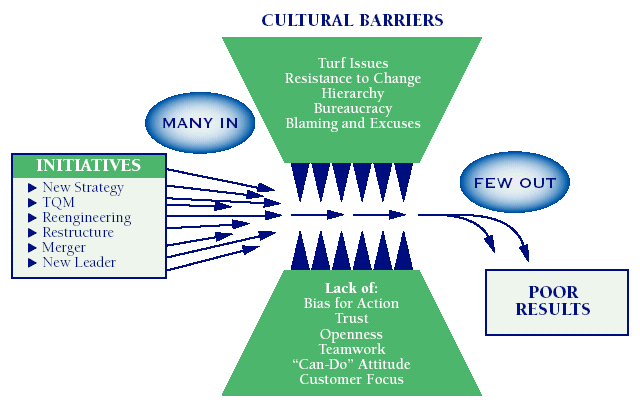 CULTURAL BARRIERS
Turf Issues
Resistance to Change
Hierarchy
Bureaucracy
Blaming and Excuses
MANY IN
INITIATIVES
New Strategy
TQM
Reengineering
Restructure
Merger
New Leader
FEW OUT
Lack of:
Bias for Action
Trust
Openness
Teamwork
“Can-Do” Attitude
Customer Focus
POOR
RESULTS